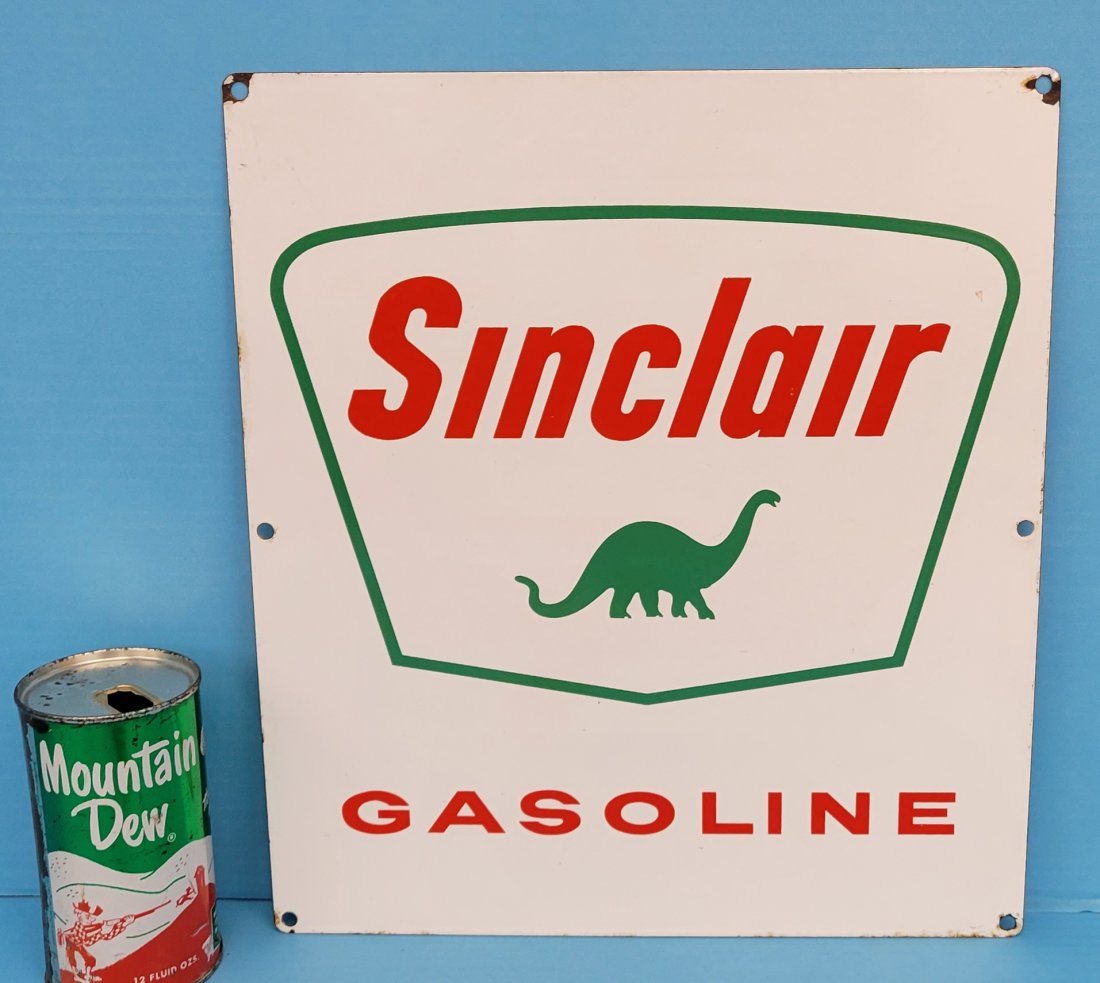 Sinclair
GASOLINE
Mountain
Dew®
12 FLUID OZS.